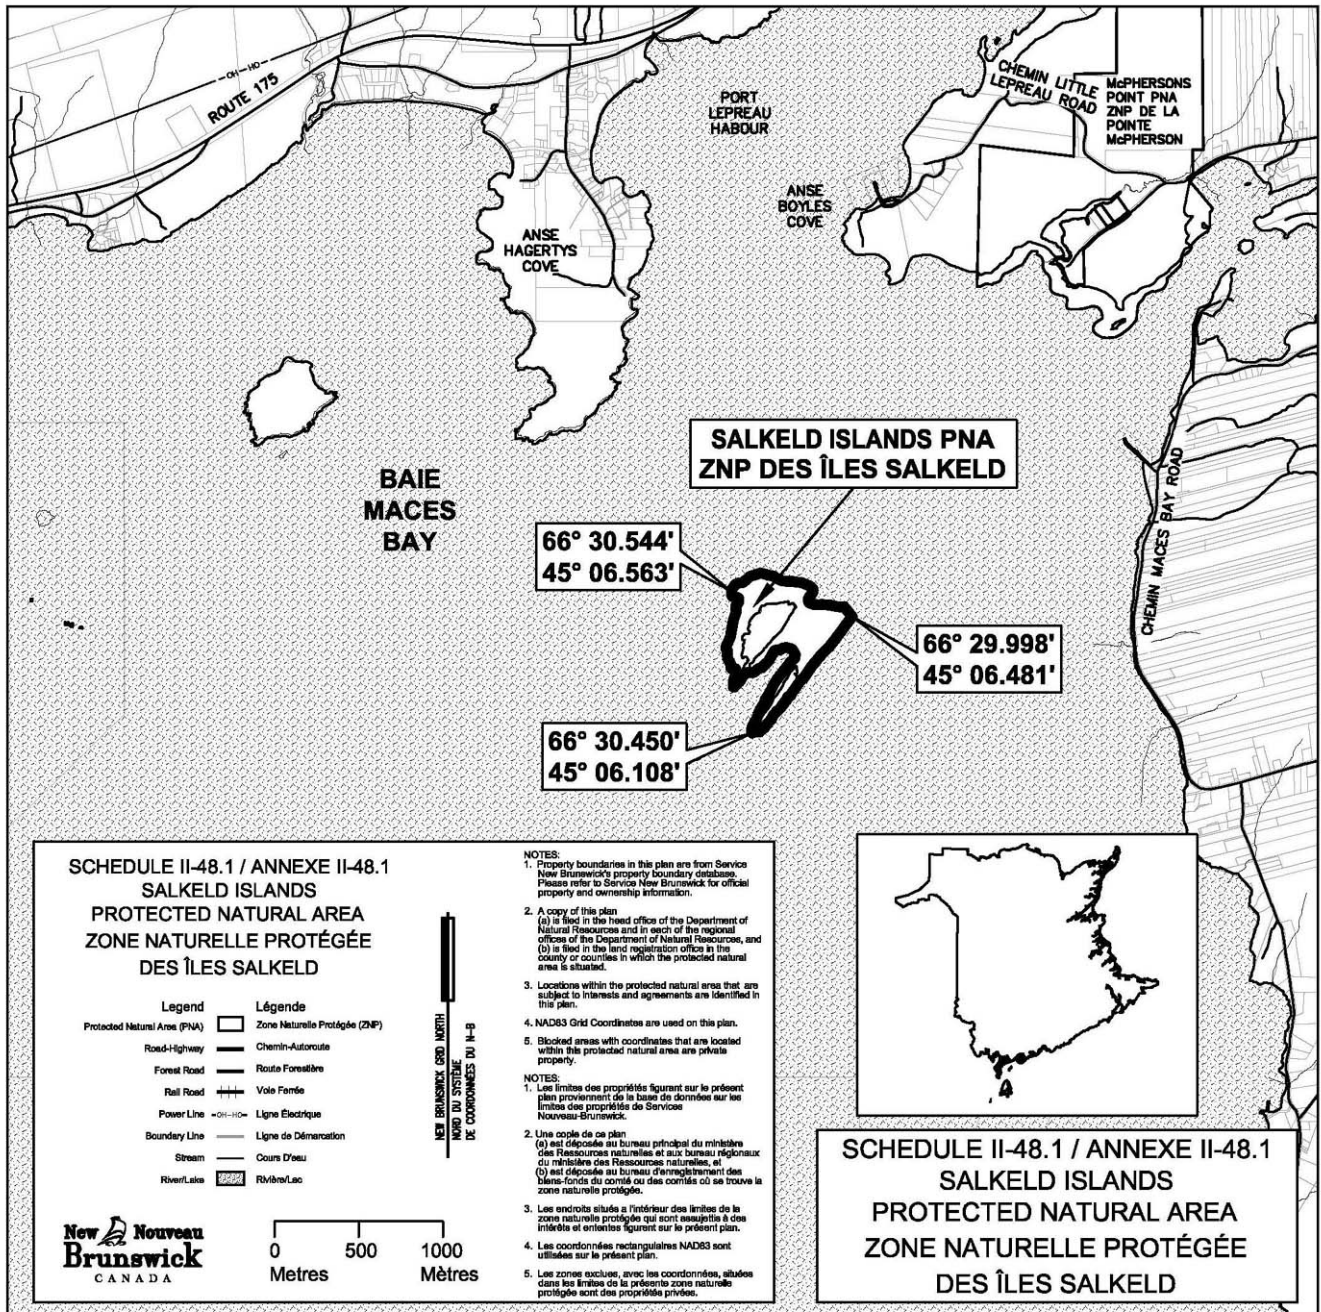 OH-HO
ROUTE 175
PORT
LEPREAU
HABOUR
CHEMIN LITTLE
LEPREAU ROAD
McPHERSONS
POINT PNA
ZNP DE LA
POINTE
McPHERSON
ANSE
BOYLES
COVE
ANSE
HAGERTYS
COVE
SALKELD ISLANDS PNA
ZNP DES ÎLES SALKELD
BAIE
MACES
BAY
66° 30.544'
45° 06.563'
66° 29.998'
45° 06.481'
66° 30.450'
45° 06.108'
CHEMIN MACES BAY ROAD
SCHEDULE II-48.1 / ANNEXE II-48.1
SALKELD ISLANDS
PROTECTED NATURAL AREA
ZONE NATURELLE PROTÉGÉE
DES ÎLES SALKELD
Legend Légende
Protected Natural Area (PNA) Zone Naturelle Protégée (ZNP)
Road-Highway Chemin-Autoroute
Forest Road Route Forestière
Rail Road Voie Ferrée
Power Line OH-HO Ligne Électrique
Boundary Line Ligne de Démarcation
Stream Cours D'eau
River/Lake Rivière/Lac
NEW BRUNSWICK GRID NORTH
NORD DU SYSTÈME
DE COORDONNÉES DU N-B
New Nouveau
Brunswick
CANADA
0 500 1000
Metres Mètres
NOTES:
1. Property boundaries in this plan are from Service
New Brunswick's property boundary database.
Please refer to Service New Brunswick for official
property and ownership information.
2. A copy of this plan
(a) is filed in the head office of the Department of
Natural Resources and in each of the regional
offices of the Department of Natural Resources, and
(b) is filed in the land registration office in the
county or counties in which the protected natural
area is situated.
3. Locations within the protected natural area that are
subject to interests and agreements are identified in
this plan.
4. NAD83 Grid Coordinates are used on this plan.
5. Blocked areas with coordinates that are located
within this protected natural area are private
property.
NOTES:
1. Les limites des propriétés figurant sur le présent
plan proviennent de la base de données sur les
limites des propriétés de Services
Nouveau-Brunswick.
2. Une copie de ce plan
(a) est déposée au bureau principal du ministère
des Ressources naturelles et aux bureau régionaux
du ministère des Ressources naturelles, et
(b) est déposée au bureau d'enregistrement des
biens-fonds du comté ou des comtés où se trouve la
zone naturelle protégée.
3. Les endroits situés a l'intérieur des limites de la
zone naturelle protégée qui sont assujettis à des
intérêts et ententes figurent sur le présent plan.
4. Les coordonnées rectangulaires NAD83 sont
utilisées sur le présent plan.
5. Les zones exclues, avec les coordonnées, situées
dans les limites de la présente zone naturelle
protégée sont des propriétés privées.
SCHEDULE II-48.1 / ANNEXE II-48.1
SALKELD ISLANDS
PROTECTED NATURAL AREA
ZONE NATURELLE PROTÉGÉE
DES ÎLES SALKELD